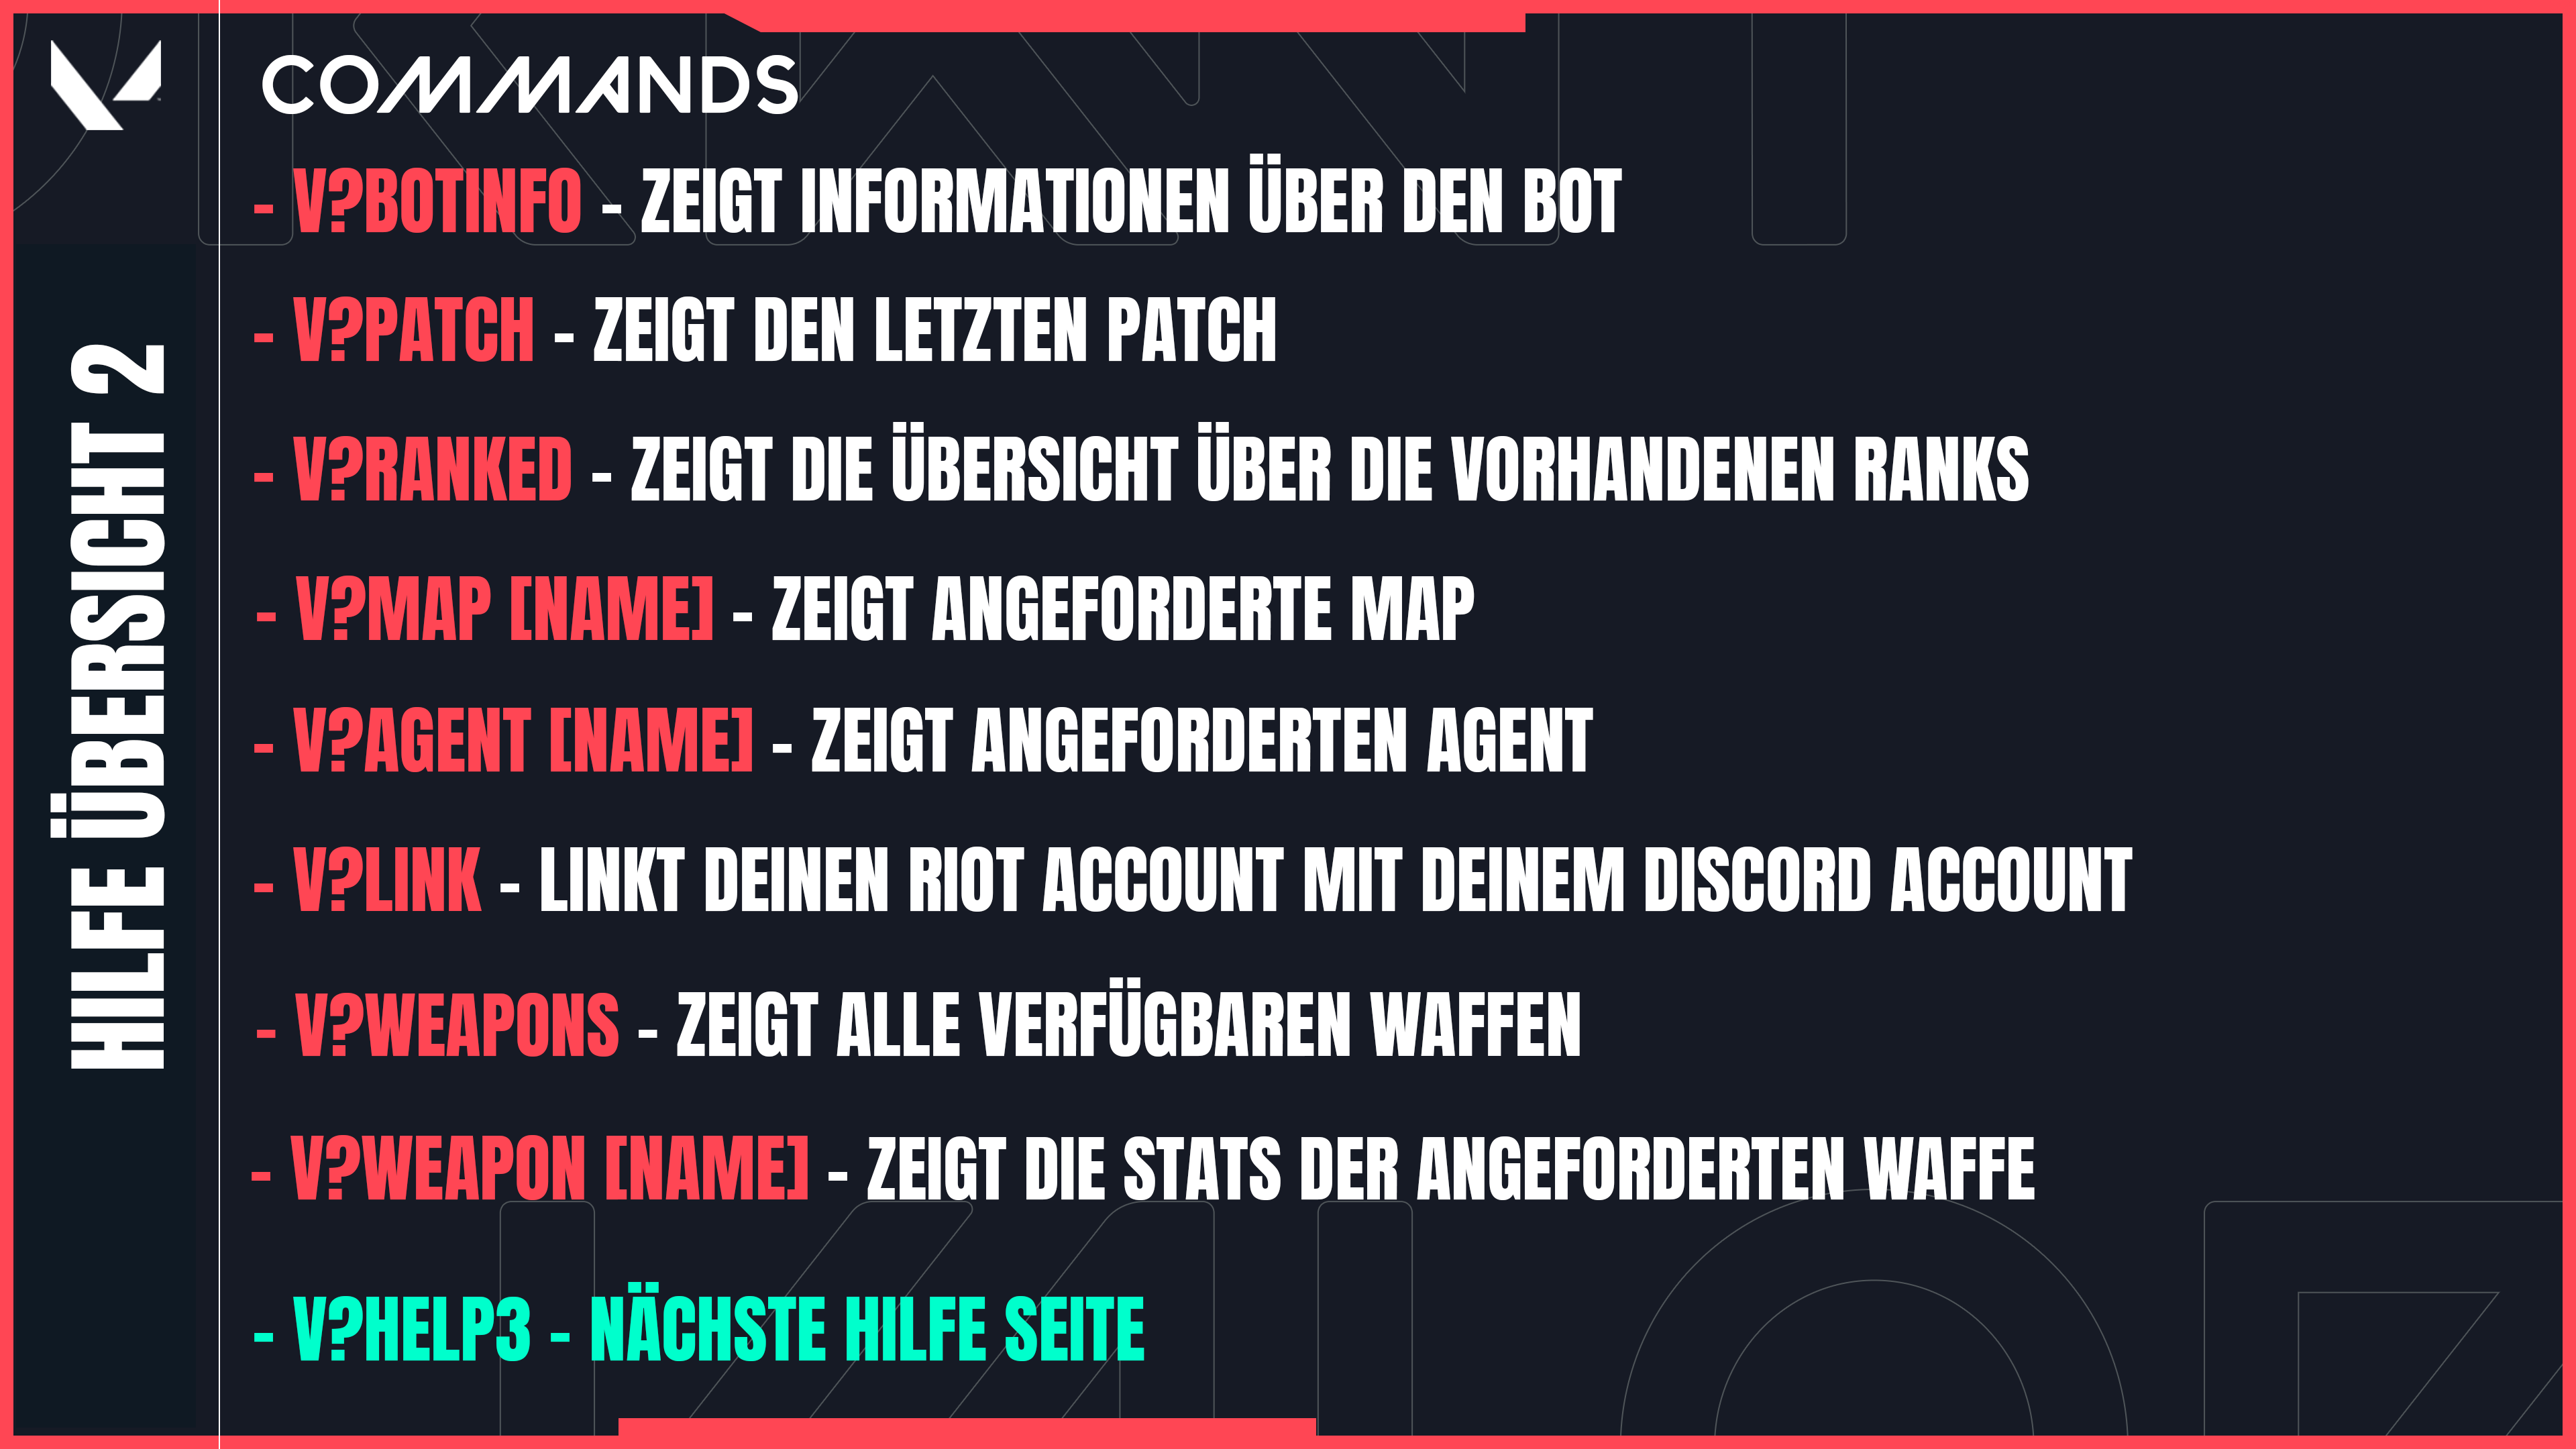 COMMANDS
- V?BOTINFO - ZEIGT INFORMATIONEN ÜBER DEN BOT
- V?PATCH - ZEIGT DEN LETZTEN PATCH
- V?RANKED - ZEIGT DIE ÜBERSICHT ÜBER DIE VORHANDENEN RANKS
- V?MAP [NAME] - ZEIGT ANGEFORDERTE MAP
- V?AGENT [NAME] - ZEIGT ANGEFORDERTEN AGENT
- V?LINK - LINKT DEINEN RIOT ACCOUNT MIT DEINEM DISCORD ACCOUNT
- V?WEAPONS - ZEIGT ALLE VERFÜGBAREN WAFFEN
- V?WEAPON [NAME] - ZEIGT DIE STATS DER ANGEFORDERTEN WAFFE
- V?HELP3 - NÄCHSTE HILFE SEITE
HILFE ÜBERSICHT 2